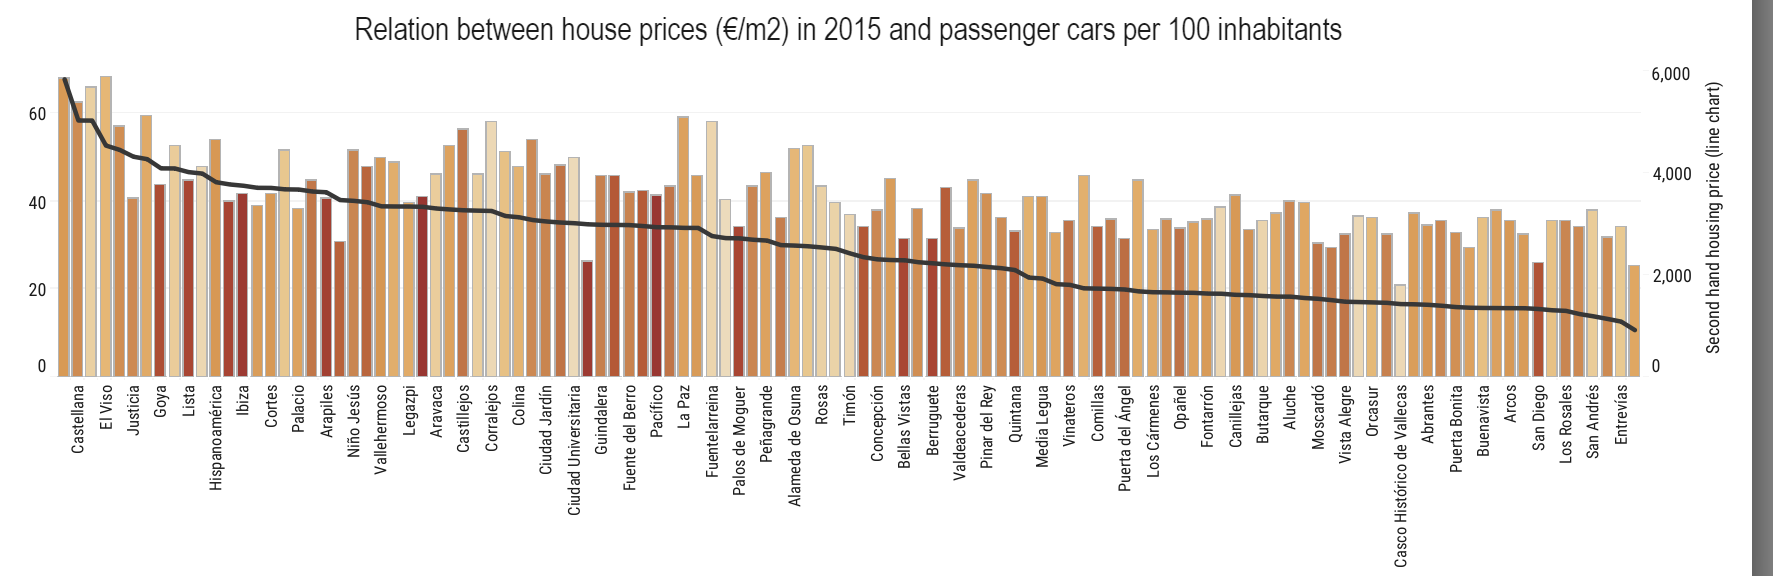 Relation between house prices (€/m2) in 2015 and passenger cars per 100 inhabitants
60
40
20
0
6,000
4,000
2,000
0
Second hand housing price (line chart)
Castellana
El Viso
Justicia
Goya
Lista
Hispanoamérica
Ibiza
Cortes
Palacio
Arapiles
Niño Jesús
Vallehermoso
Legazpi
Aravaca
Castillejos
Corralejos
Colina
Ciudad Jardín
Ciudad Universitaria
Guindalera
Fuente del Berro
Pacífico
La Paz
Fuentelarreina
Palos de Moguer
Peñagrande
Alameda de Osuna
Rosas
Timón
Concepción
Bellas Vistas
Berruguete
Valdeacederas
Pinar del Rey
Quintana
Media Legua
Vinateros
Comillas
Puerta del Ángel
Los Cármenes
Opañel
Fontarrón
Canillejas
Butarque
Aluche
Moscardó
Vista Alegre
Orcasur
Casco Histórico de Vallecas
Abrantes
Puerta Bonita
Buenavista
Arcos
San Diego
Los Rosales
San Andrés
Entrevías